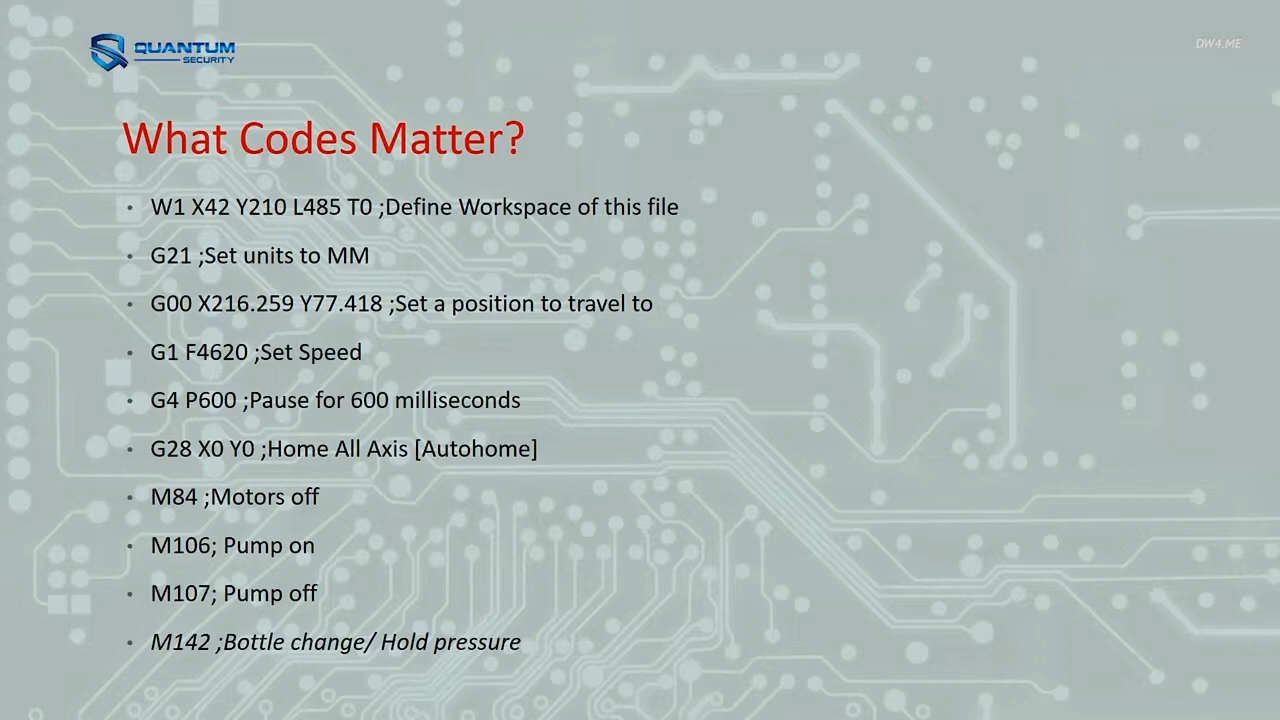 QUANTUM
SECURITY
DW4.ME
What Codes Matter?
• W1 X42 Y210 L485 T0 ;Define Workspace of this file
• G21 ;Set units to MM
• G00 X216.259 Y77.418 ;Set a position to travel to
• G1 F4620 ;Set Speed
• G4 P600 ;Pause for 600 milliseconds
• G28 X0 Y0 ;Home All Axis [Autohome]
• M84 ;Motors off
• M106; Pump on
• M107; Pump off
• M142 ;Bottle change/ Hold pressure